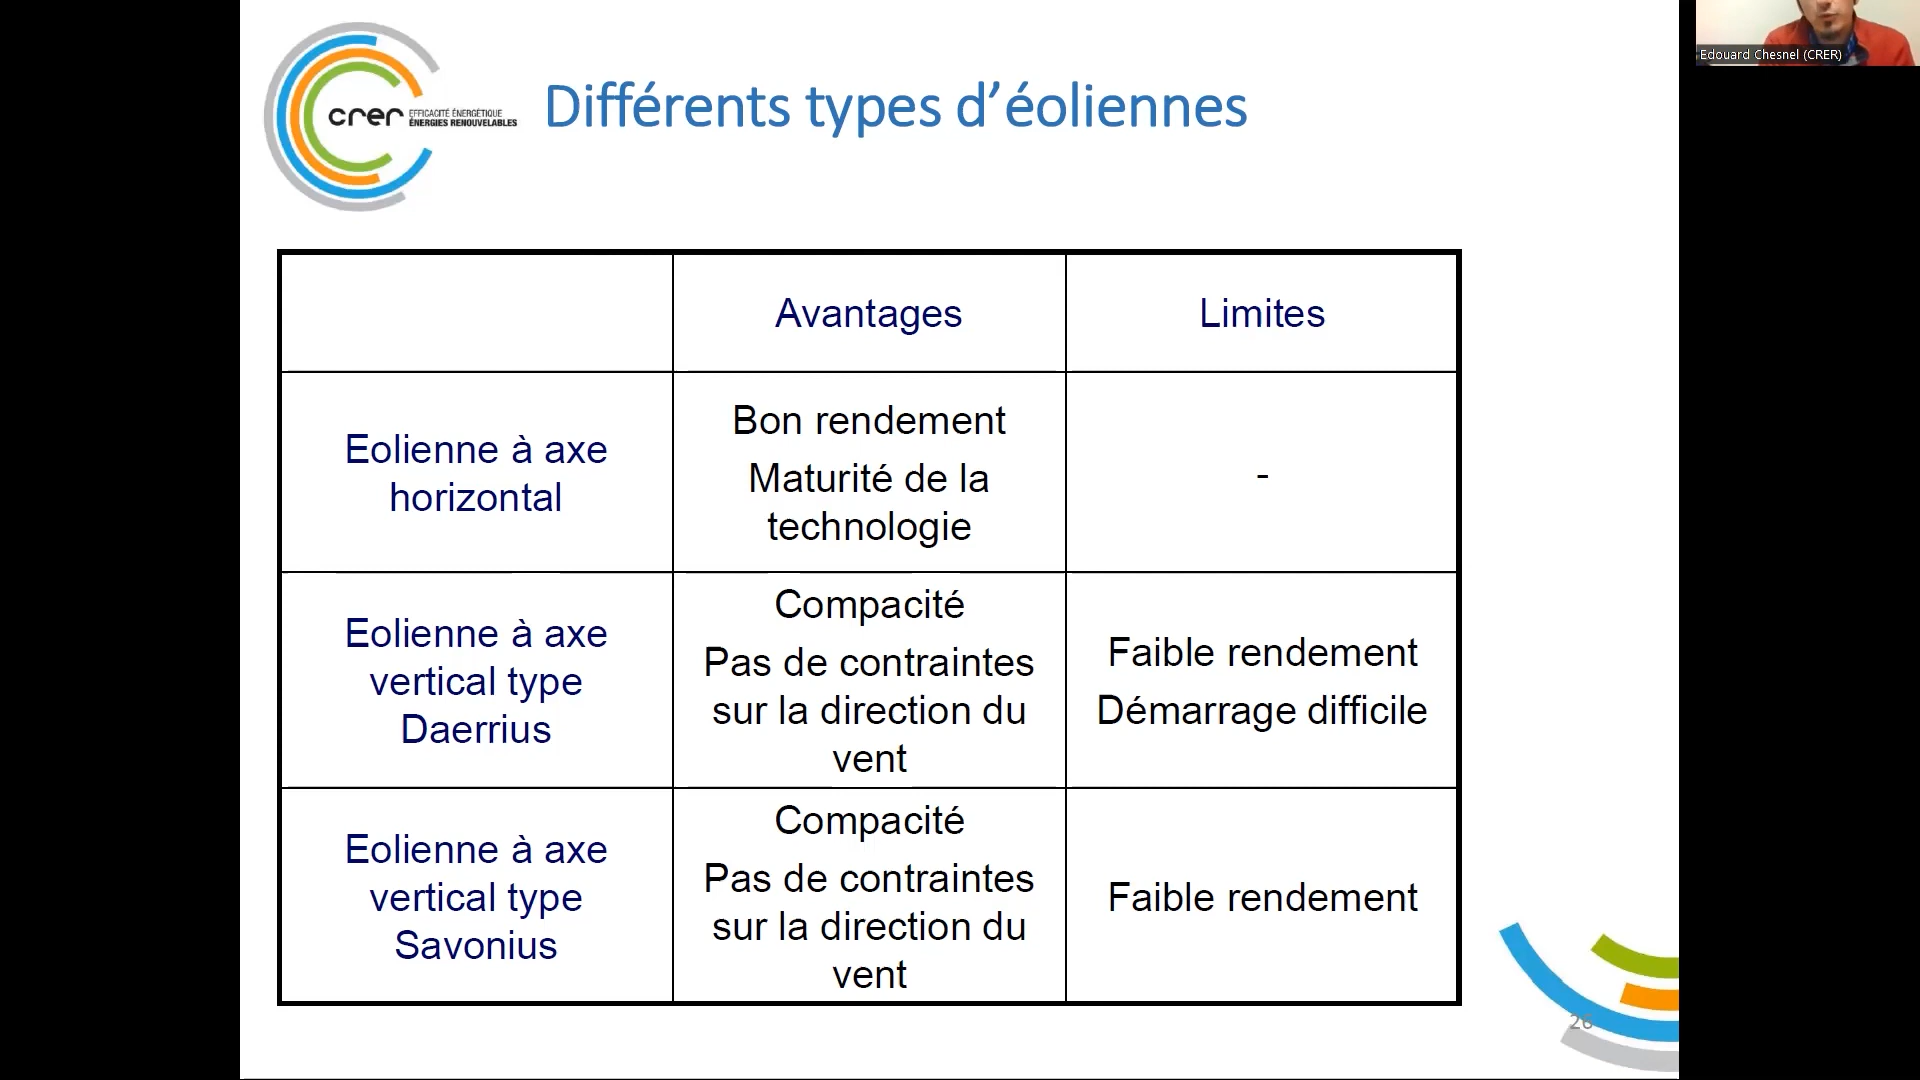 crer EFFICACITÉ ÉNERGÉTIQUE
ÉNERGIES RENOUVELABLES
Différents types d’éoliennes
Edouard Chesnel (CRER)
Avantages
Limites
Eolienne à axe
horizontal
Bon rendement
Maturité de la
technologie
-
Eolienne à axe
vertical type
Daerrius
Compacité
Pas de contraintes
sur la direction du
vent
Faible rendement
Démarrage difficile
Eolienne à axe
vertical type
Savonius
Compacité
Pas de contraintes
sur la direction du
vent
Faible rendement
26